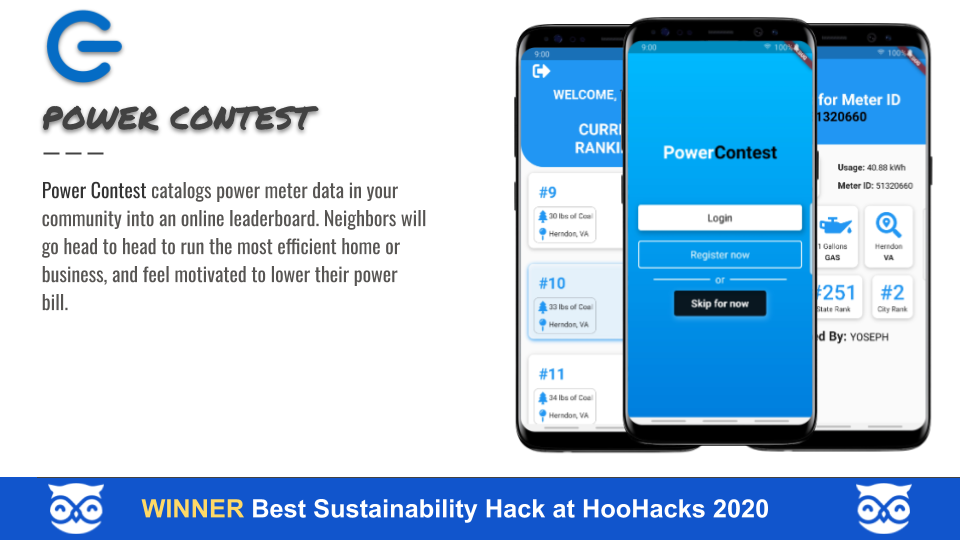 POWER CONTEST
Power Contest catalogs power meter data in your
community into an online leaderboard. Neighbors will
go head to head to run the most efficient home or
business, and feel motivated to lower their power
bill.
9:00
WELCOME,
#9
30 lbs of Coal
Herndon, VA
#10
33 lbs of Coal
Herndon, VA
#11
34 lbs of Coal
Herndon, VA
9:00 100%
PowerContest
Login
Register now
or
Skip for now
100%
for Meter ID
51320660
Usage: 40.88 kWh
Meter ID: 51320660
Gallons
GAS
Herndon
VA
#251
State Rank
#2
City Rank
By: YOSEPH
WINNER Best Sustainability Hack at HooHacks 2020